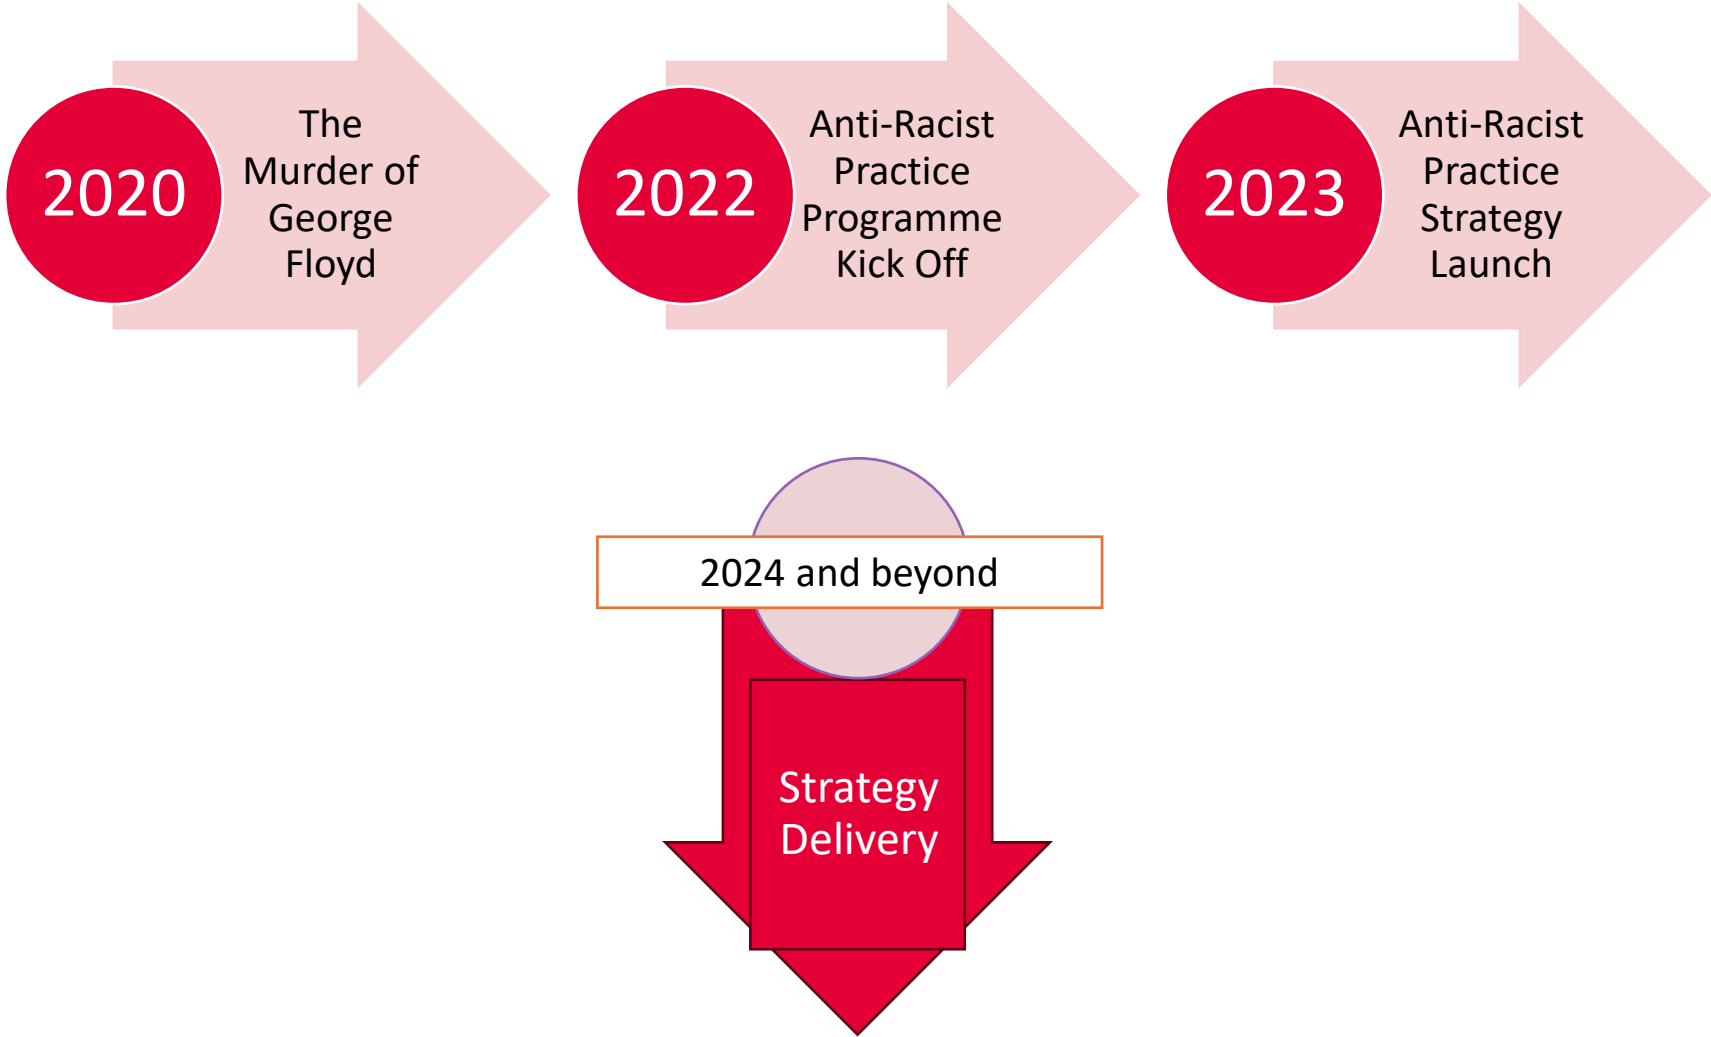 2020
The
Murder of
George
Floyd
2022
Anti-Racist
Practice
Programme
Kick Off
2023
Anti-Racist
Practice
Strategy
Launch
2024 and beyond
Strategy
Delivery